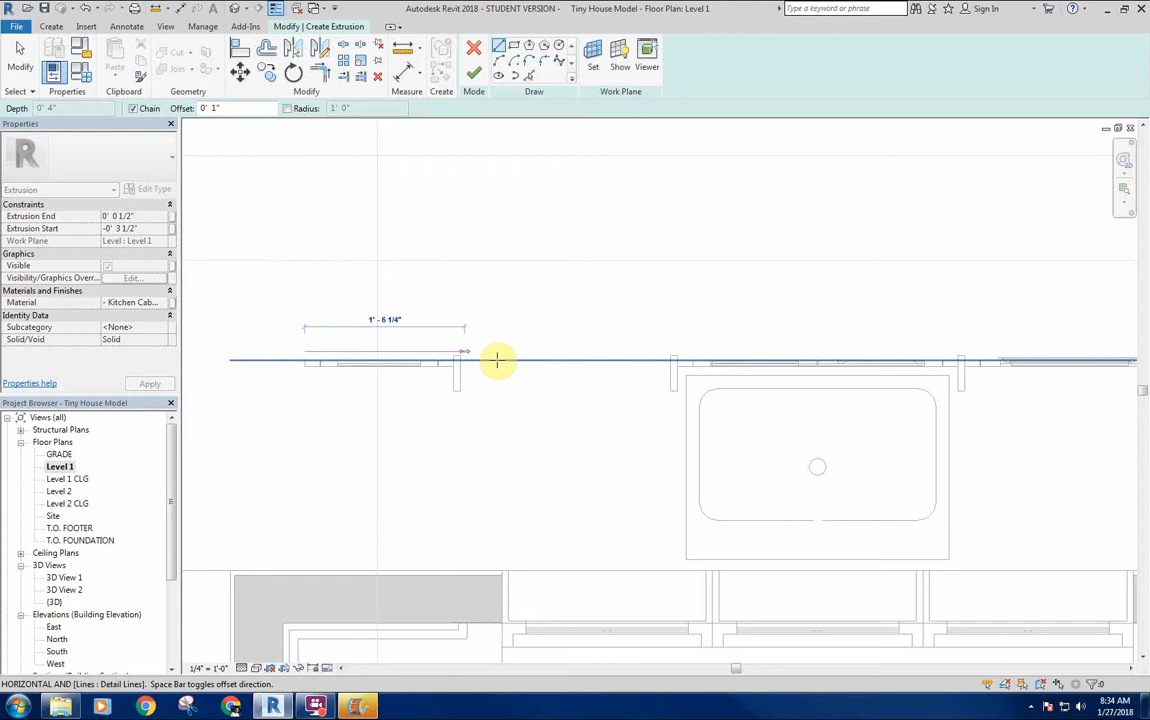 Autodesk Revit 2018 - STUDENT VERSION - Tiny House Model - Floor Plan: Level 1
Type a keyword or phrase
Sign In
File
Create
Insert
Annotate
View
Manage
Add-Ins
Modify | Create Extrusion
Modify
Paste
Cut
Join
Create
Set
Show
Viewer
Select
Properties
Clipboard
Geometry
Modify
Measure
Create
Mode
Draw
Work Plane
Depth 0' 4"
Chain
Offset: 0' 1"
Radius: 1' 0"
Properties
Extrusion
Edit Type
Constraints
Extrusion End 0' 0 1/2"
Extrusion Start -0' 3 1/2"
Work Plane Level : Level 1
Graphics
Visible
Visibility/Graphics Overr... Edit...
Materials and Finishes
Material - Kitchen Cab...
Identity Data
Subcategory <None>
Solid/Void Solid
Properties help
Apply
Project Browser - Tiny House Model
Views (all)
Structural Plans
Floor Plans
GRADE
Level 1
Level 1 CLG
Level 2
Level 2 CLG
Site
T.O. FOOTER
T.O. FOUNDATION
Ceiling Plans
3D Views
3D View 1
3D View 2
{3D}
Elevations (Building Elevation)
East
North
South
West
1' - 6 1/4"
1/4" = 1'-0"
HORIZONTAL AND [Lines : Detail Lines]. Space Bar toggles offset direction.
:0
8:34 AM
1/27/2018